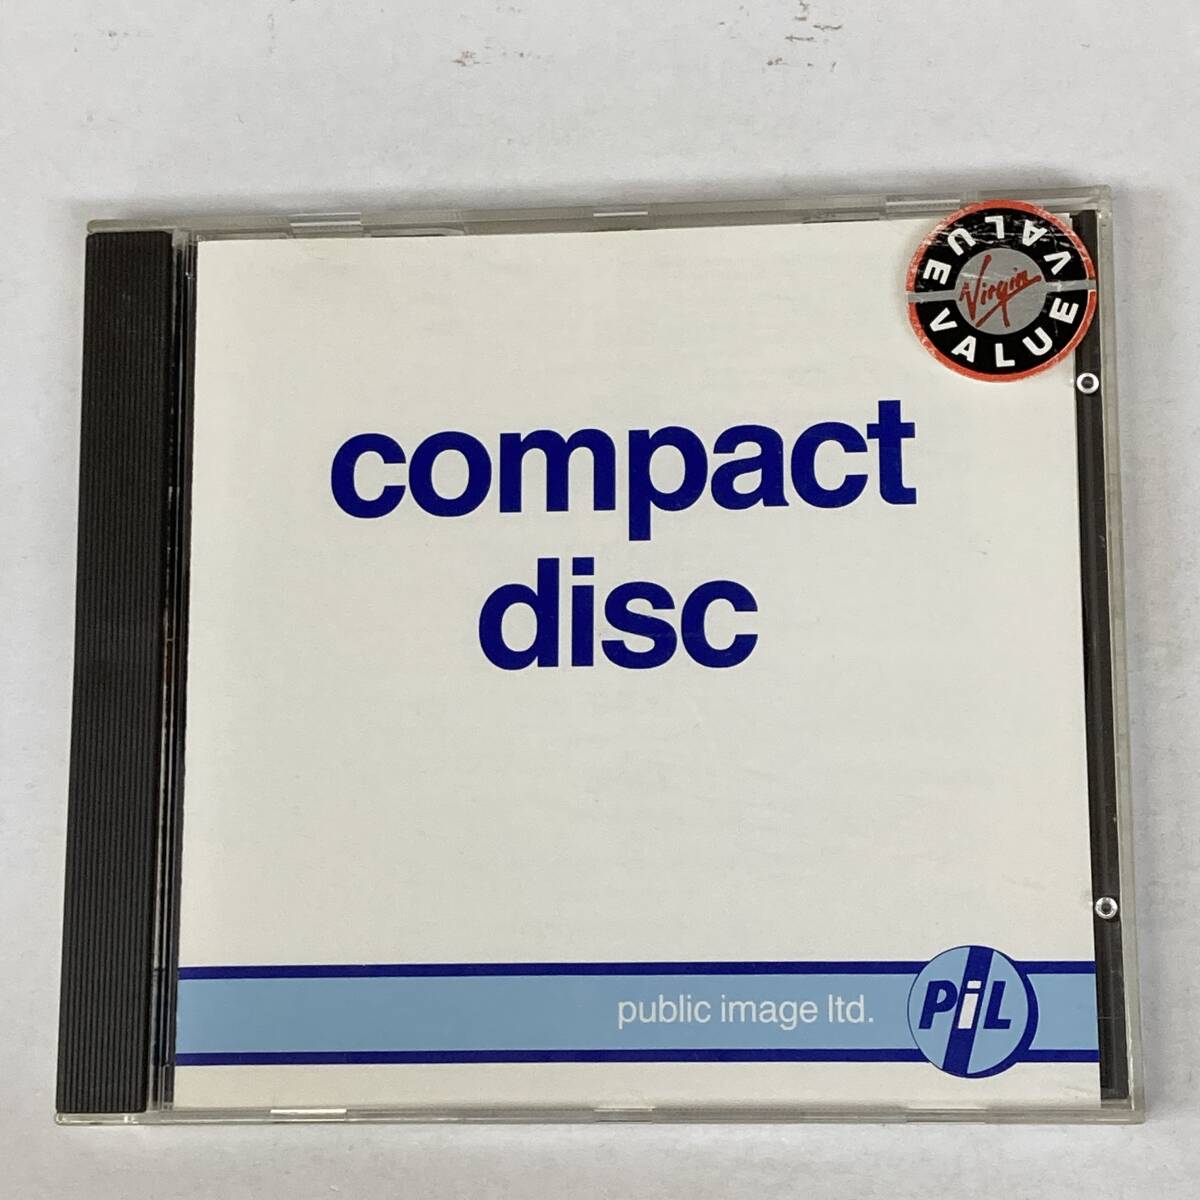 VALUE
Virgin
VALUE
compact
disc
public image ltd.
PiL